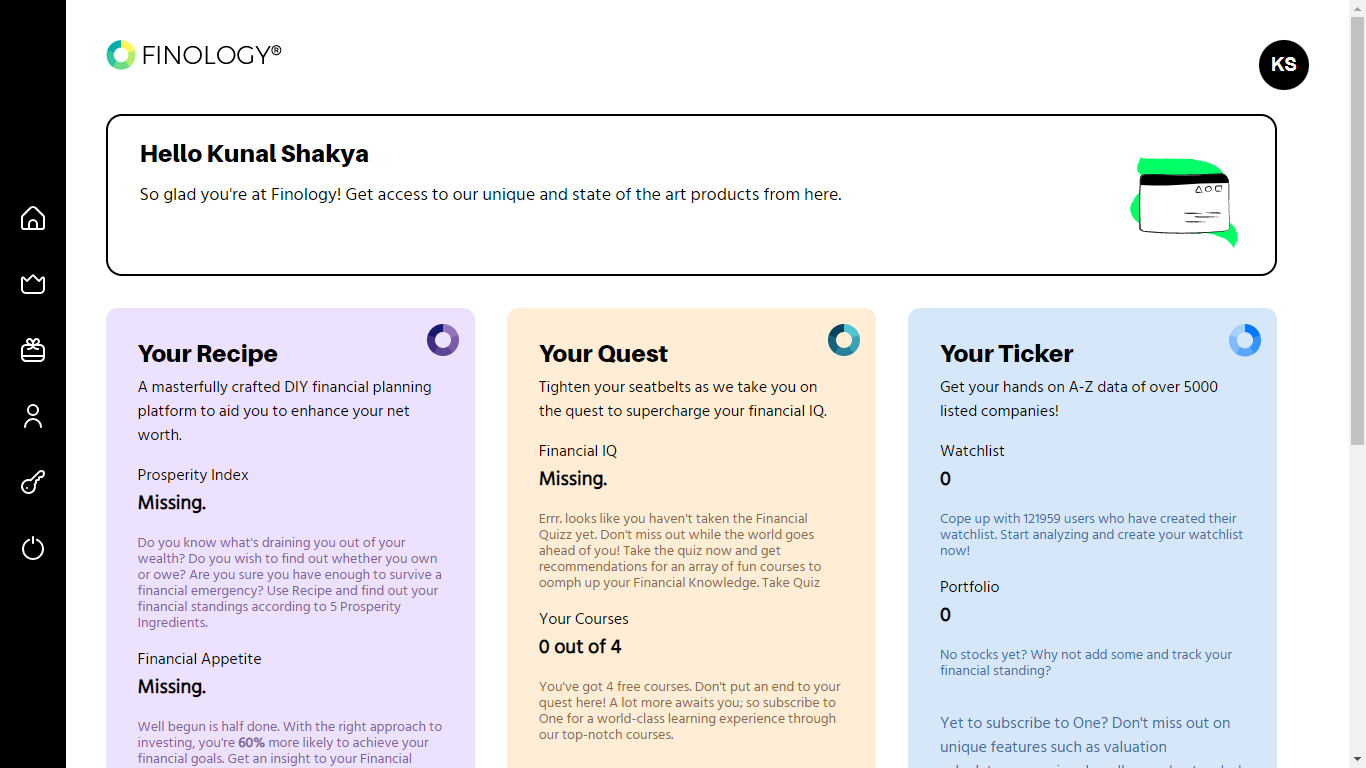 FINOLOGY®
KS
Hello Kunal Shakya
So glad you're at Finology! Get access to our unique and state of the art products from here.
Your Recipe
A masterfully crafted DIY financial planning
platform to aid you to enhance your net
worth.
Prosperity Index
Missing.
Do you know what's draining you out of your
wealth? Do you wish to find out whether you own
or owe? Are you sure you have enough to survive a
financial emergency? Use Recipe and find out your
financial standings according to 5 Prosperity
Ingredients.
Financial Appetite
Missing.
Well begun is half done. With the right approach to
investing, you're 60% more likely to achieve your
financial goals. Get an insight to your Financial
Your Quest
Tighten your seatbelts as we take you on
the quest to supercharge your financial IQ.
Financial IQ
Missing.
Errr. looks like you haven't taken the Financial
Quizz yet. Don't miss out while the world goes
ahead of you! Take the quiz now and get
recommendations for an array of fun courses to
oomph up your Financial Knowledge. Take Quiz
Your Courses
0 out of 4
You've got 4 free courses. Don't put an end to your
quest here! A lot more awaits you; so subscribe to
One for a world-class learning experience through
our top-notch courses.
Your Ticker
Get your hands on A-Z data of over 5000
listed companies!
Watchlist
0
Cope up with 121959 users who have created their
watchlist. Start analyzing and create your watchlist
now!
Portfolio
0
No stocks yet? Why not add some and track your
financial standing?
Yet to subscribe to One? Don't miss out on
unique features such as valuation